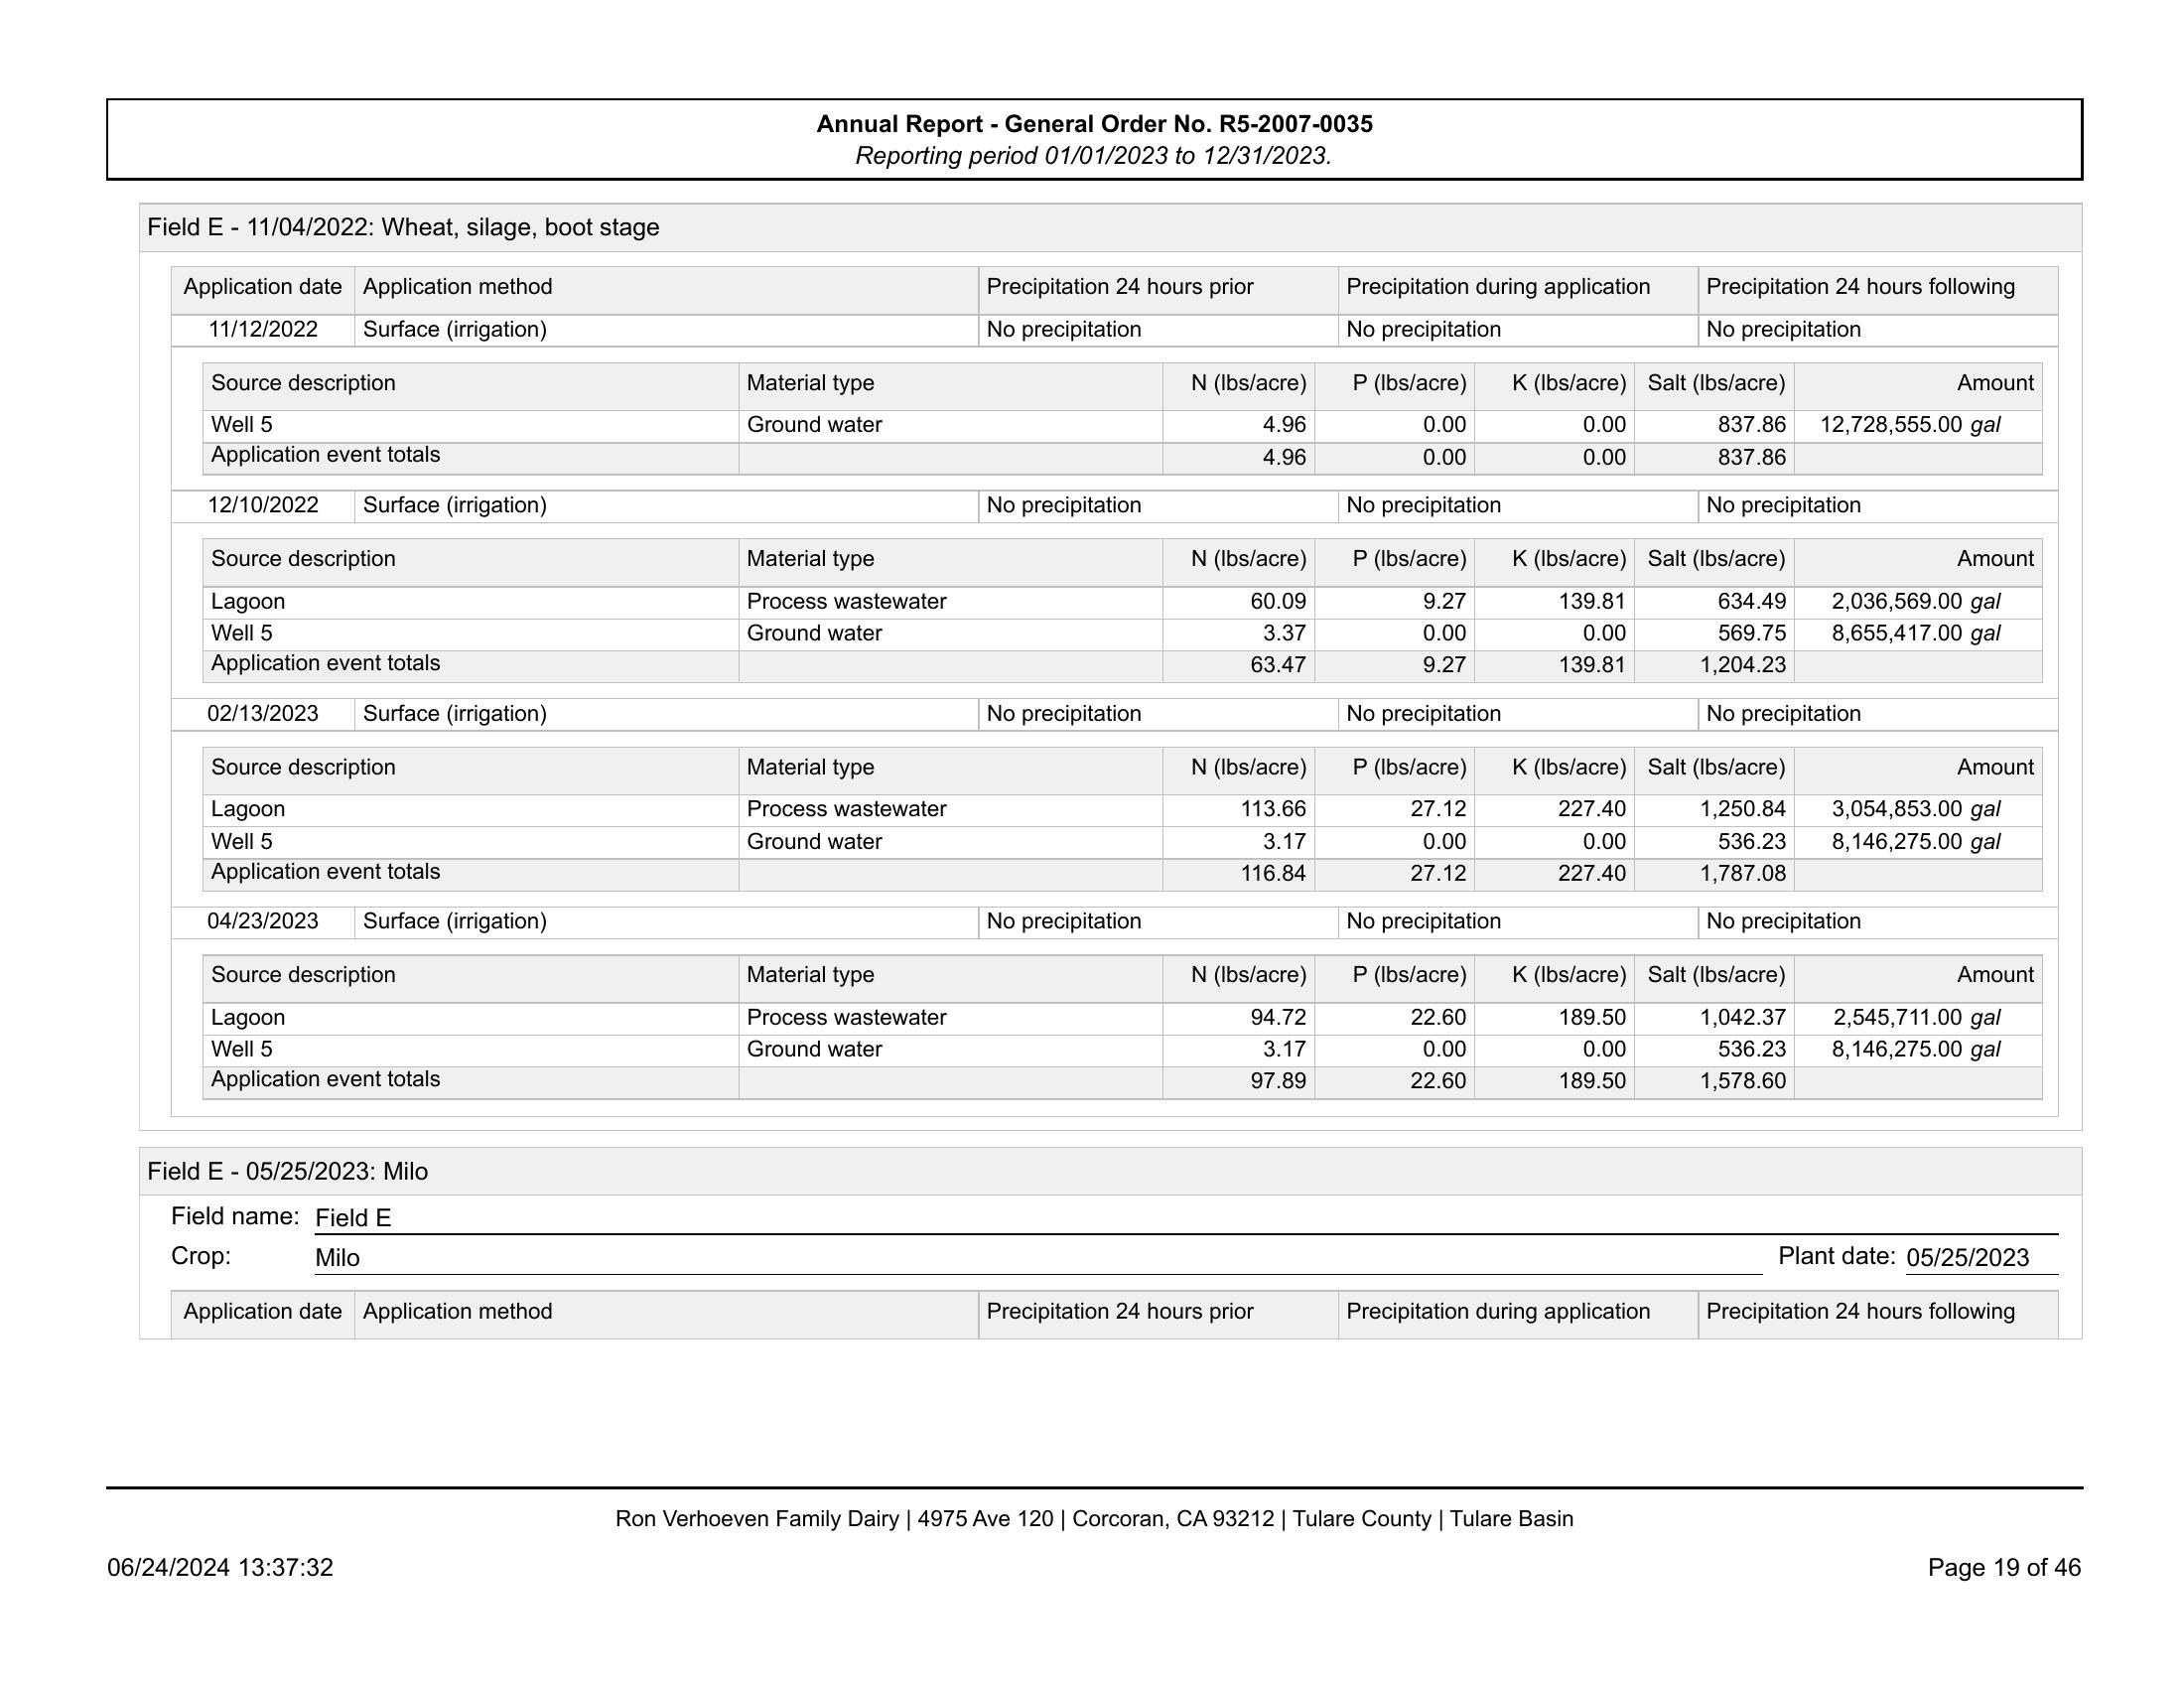 Annual Report - General Order No. R5-2007-0035
Reporting period 01/01/2023 to 12/31/2023.
Field E - 11/04/2022: Wheat, silage, boot stage
Application date Application method Precipitation 24 hours prior Precipitation during application Precipitation 24 hours following
11/12/2022 Surface (irrigation) No precipitation No precipitation No precipitation
Source description Material type N (lbs/acre) P (lbs/acre) K (lbs/acre) Salt (lbs/acre) Amount
Well 5 Ground water 4.96 0.00 0.00 837.86 12,728,555.00 gal
Application event totals 4.96 0.00 0.00 837.86
12/10/2022 Surface (irrigation) No precipitation No precipitation No precipitation
Source description Material type N (lbs/acre) P (lbs/acre) K (lbs/acre) Salt (lbs/acre) Amount
Lagoon Process wastewater 60.09 9.27 139.81 634.49 2,036,569.00 gal
Well 5 Ground water 3.37 0.00 0.00 569.75 8,655,417.00 gal
Application event totals 63.47 9.27 139.81 1,204.23
02/13/2023 Surface (irrigation) No precipitation No precipitation No precipitation
Source description Material type N (lbs/acre) P (lbs/acre) K (lbs/acre) Salt (lbs/acre) Amount
Lagoon Process wastewater 113.66 27.12 227.40 1,250.84 3,054,853.00 gal
Well 5 Ground water 3.17 0.00 0.00 536.23 8,146,275.00 gal
Application event totals 116.84 27.12 227.40 1,787.08
04/23/2023 Surface (irrigation) No precipitation No precipitation No precipitation
Source description Material type N (lbs/acre) P (lbs/acre) K (lbs/acre) Salt (lbs/acre) Amount
Lagoon Process wastewater 94.72 22.60 189.50 1,042.37 2,545,711.00 gal
Well 5 Ground water 3.17 0.00 0.00 536.23 8,146,275.00 gal
Application event totals 97.89 22.60 189.50 1,578.60
Field E - 05/25/2023: Milo
Field name: Field E
Crop: Milo Plant date: 05/25/2023
Application date Application method Precipitation 24 hours prior Precipitation during application Precipitation 24 hours following
Ron Verhoeven Family Dairy | 4975 Ave 120 | Corcoran, CA 93212 | Tulare County | Tulare Basin
06/24/2024 13:37:32 Page 19 of 46